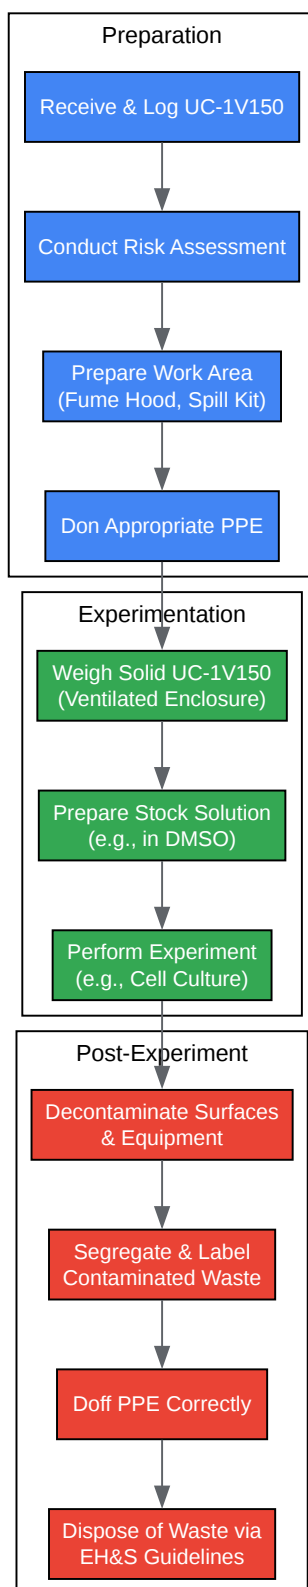 Preparation
Receive & Log UC-1V150
Conduct Risk Assessment
Prepare Work Area
(Fume Hood, Spill Kit)
Don Appropriate PPE
Experimentation
Weigh Solid UC-1V150
(Ventilated Enclosure)
Prepare Stock Solution
(e.g., in DMSO)
Perform Experiment
(e.g., Cell Culture)
Post-Experiment
Decontaminate Surfaces
& Equipment
Segregate & Label
Contaminated Waste
Doff PPE Correctly
Dispose of Waste via
EH&S Guidelines